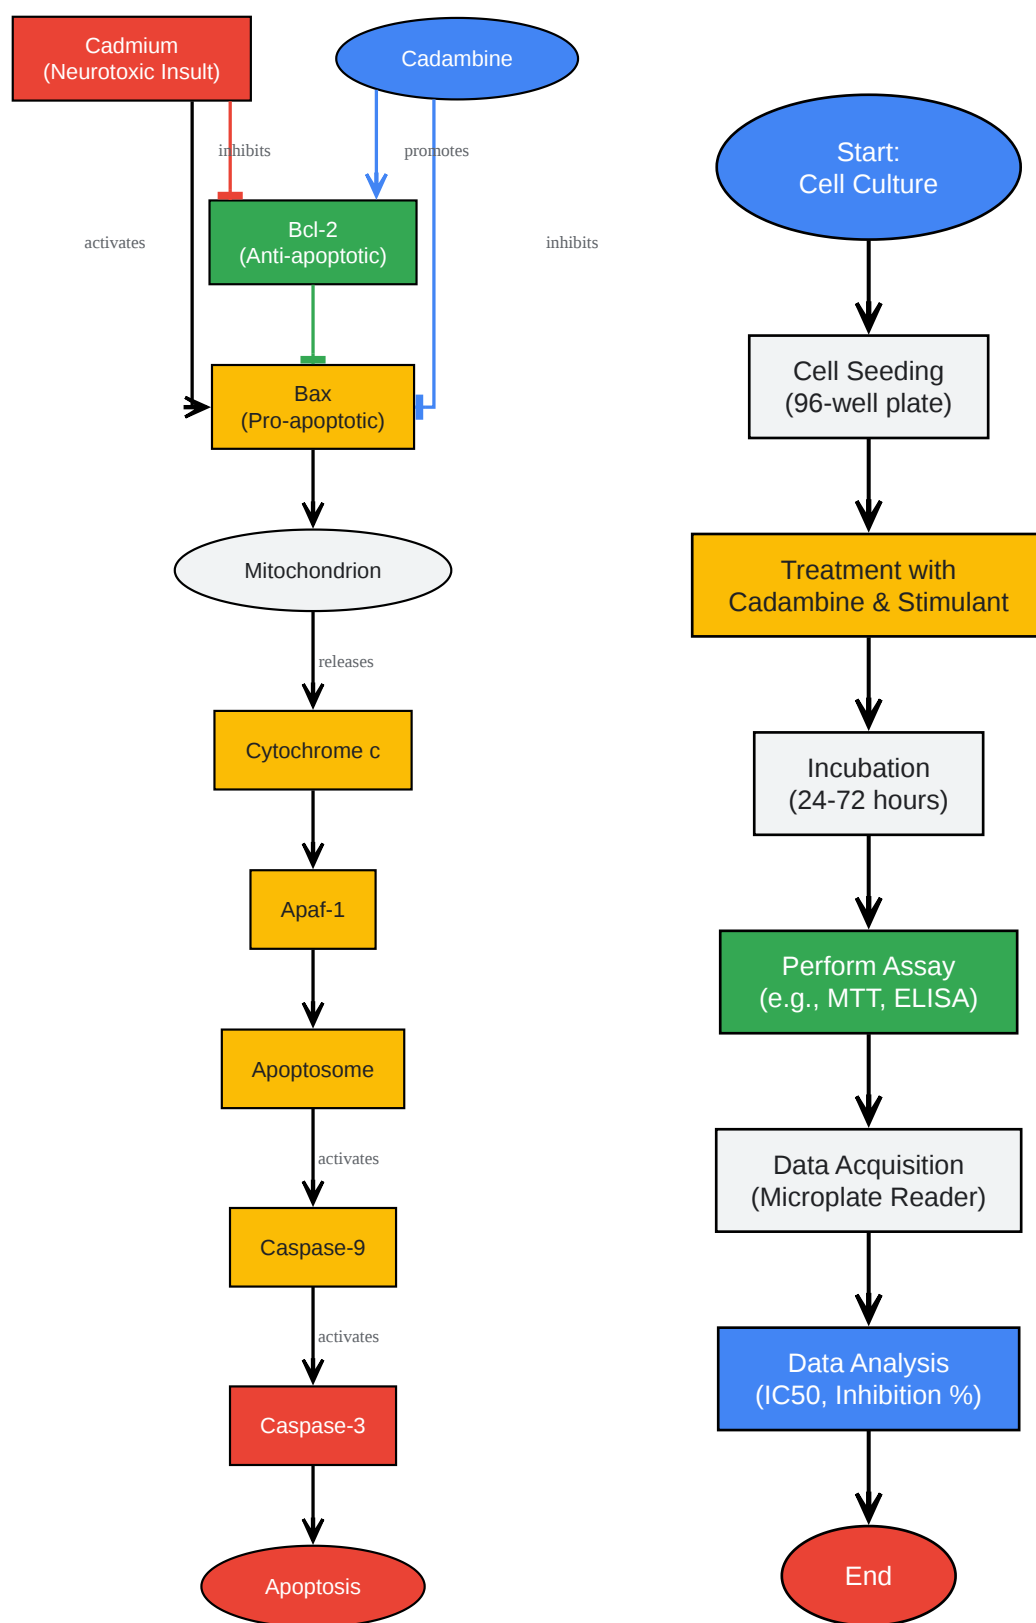 Cadmium
(Neurotoxic Insult)
Cadambine
inhibits
promotes
Bcl-2
(Anti-apoptotic)
activates
inhibits
Bax
(Pro-apoptotic)
Mitochondrion
releases
Cytochrome c
Apaf-1
Apoptosome
activates
Caspase-9
activates
Caspase-3
Apoptosis
Start:
Cell Culture
Cell Seeding
(96-well plate)
Treatment with
Cadambine & Stimulant
Incubation
(24-72 hours)
Perform Assay
(e.g., MTT, ELISA)
Data Acquisition
(Microplate Reader)
Data Analysis
(IC50, Inhibition %)
End